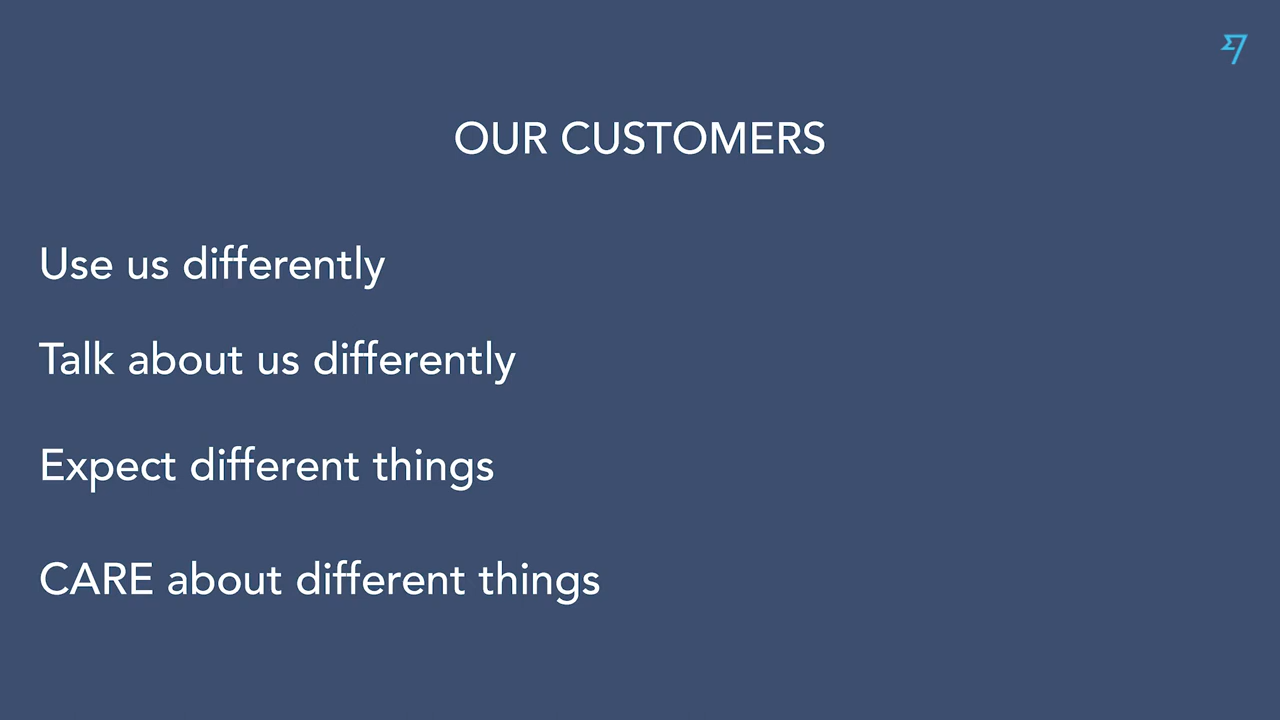 OUR CUSTOMERS
Use us differently
Talk about us differently
Expect different things
CARE about different things